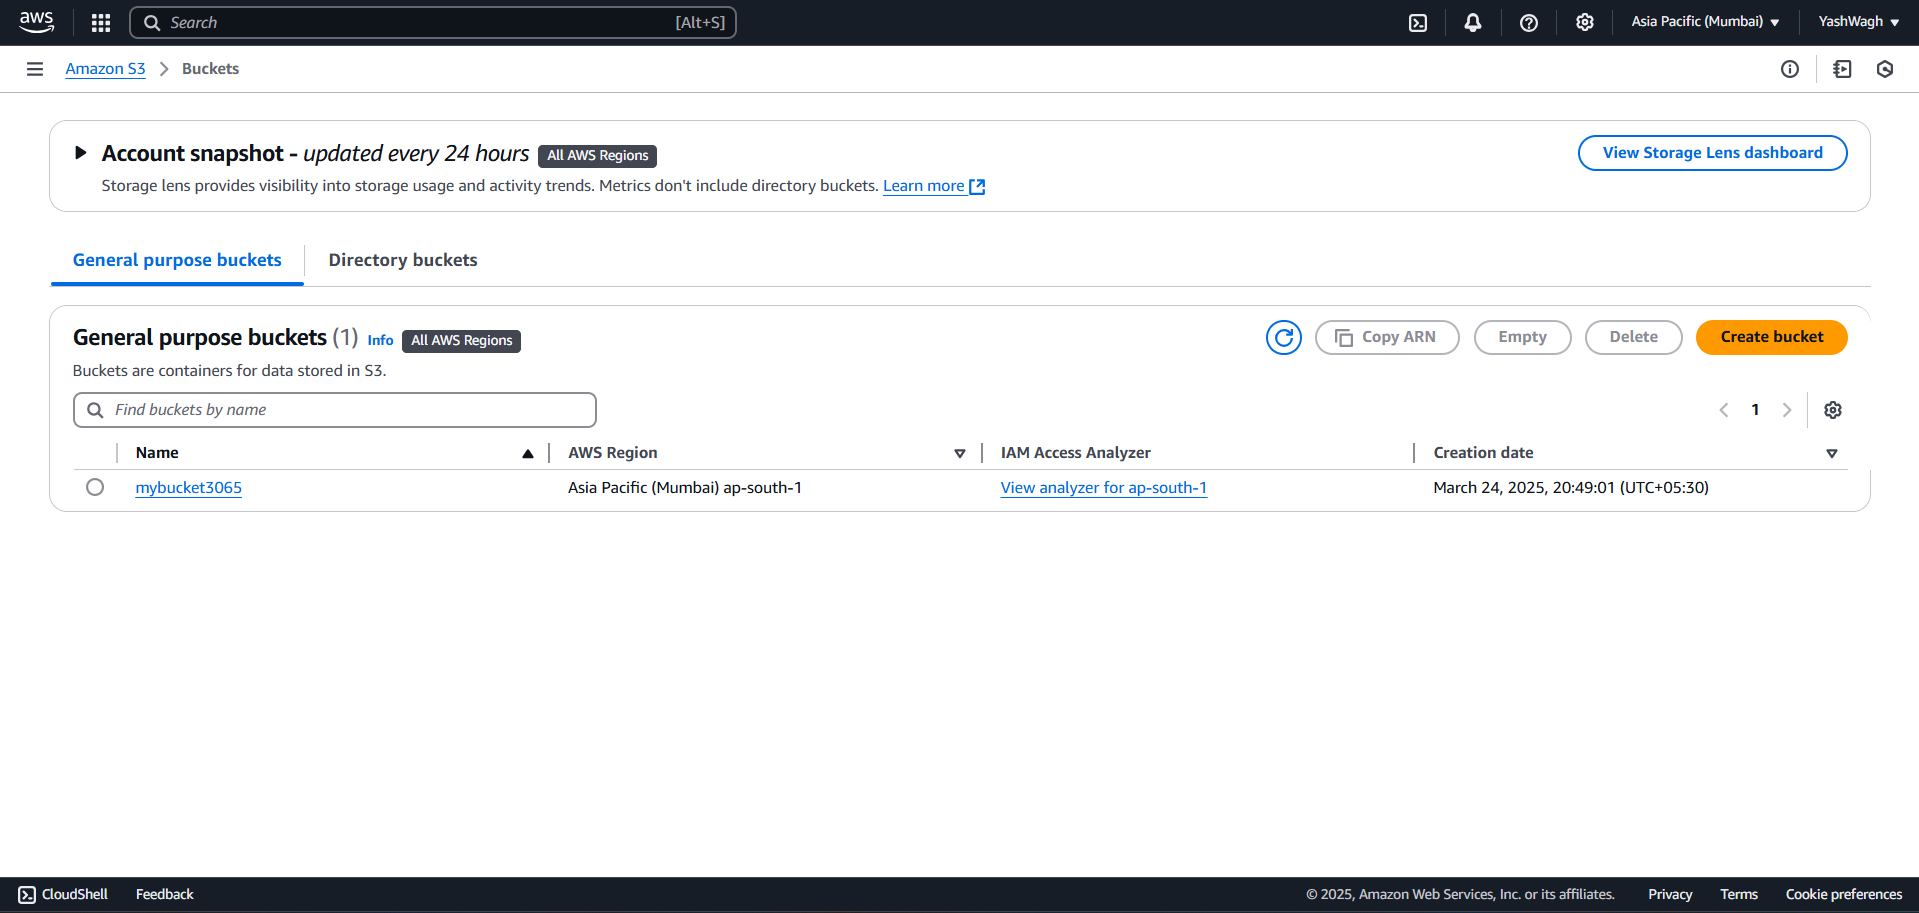 aws Search [Alt+S] Asia Pacific (Mumbai) YashWagh
Amazon S3 Buckets
Account snapshot - updated every 24 hours All AWS Regions View Storage Lens dashboard
Storage lens provides visibility into storage usage and activity trends. Metrics don't include directory buckets. Learn more
General purpose buckets Directory buckets
General purpose buckets (1) Info All AWS Regions Copy ARN Empty Delete Create bucket
Buckets are containers for data stored in S3.
Find buckets by name 1
Name AWS Region IAM Access Analyzer Creation date
mybucket3065 Asia Pacific (Mumbai) ap-south-1 View analyzer for ap-south-1 March 24, 2025, 20:49:01 (UTC+05:30)
CloudShell Feedback © 2025, Amazon Web Services, Inc. or its affiliates. Privacy Terms Cookie preferences